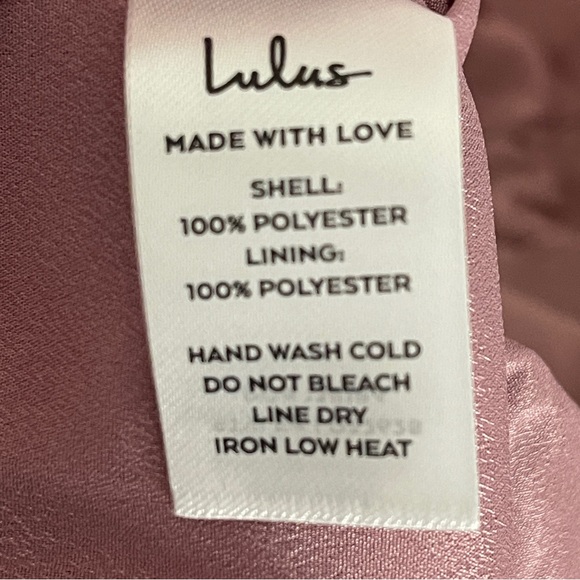 Lulus
MADE WITH LOVE
SHELL:
100% POLYESTER
LINING:
100% POLYESTER
HAND WASH COLD
DO NOT BLEACH
LINE DRY
IRON LOW HEAT